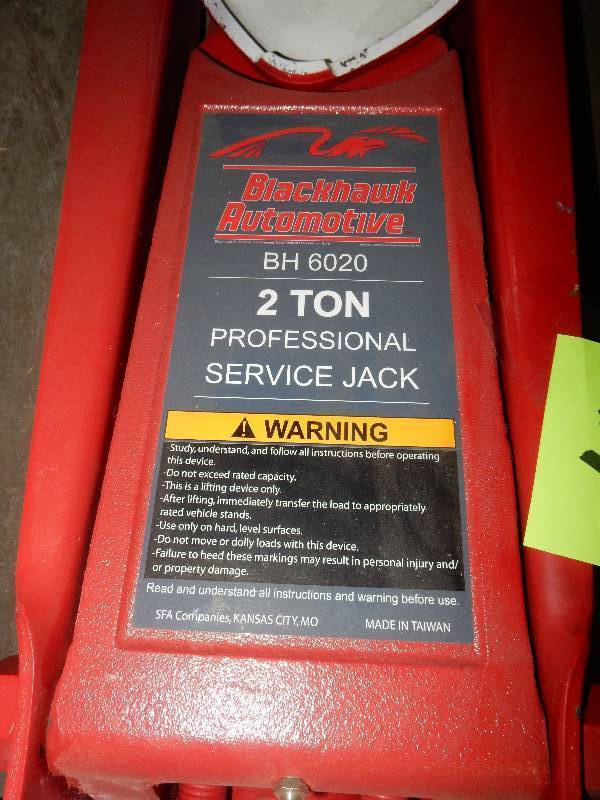 Blackhawk
Automotive
BH 6020
2 TON
PROFESSIONAL
SERVICE JACK
WARNING
-Study, understand, and follow all instructions before operating
this device.
-Do not exceed rated capacity.
-This is a lifting device only.
-After lifting, immediately transfer the load to appropriately
rated vehicle stands.
-Use only on hard, level surfaces.
-Do not move or dolly loads with this device.
-Failure to heed these markings may result in personal injury and/
or property damage.
Read and understand all instructions and warning before use.
SFA Companies, KANSAS CITY, MO
MADE IN TAIWAN